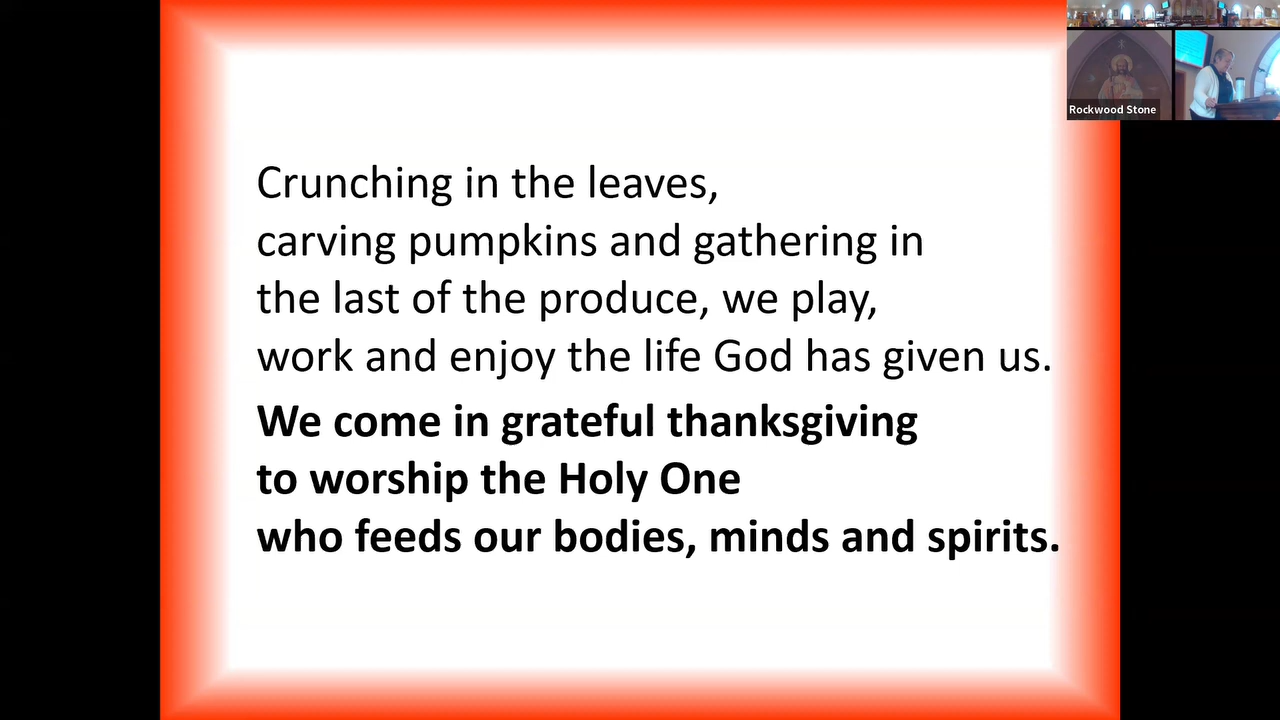 Crunching in the leaves,
carving pumpkins and gathering in
the last of the produce, we play,
work and enjoy the life God has given us.
We come in grateful thanksgiving
to worship the Holy One
who feeds our bodies, minds and spirits.
Rockwood Stone